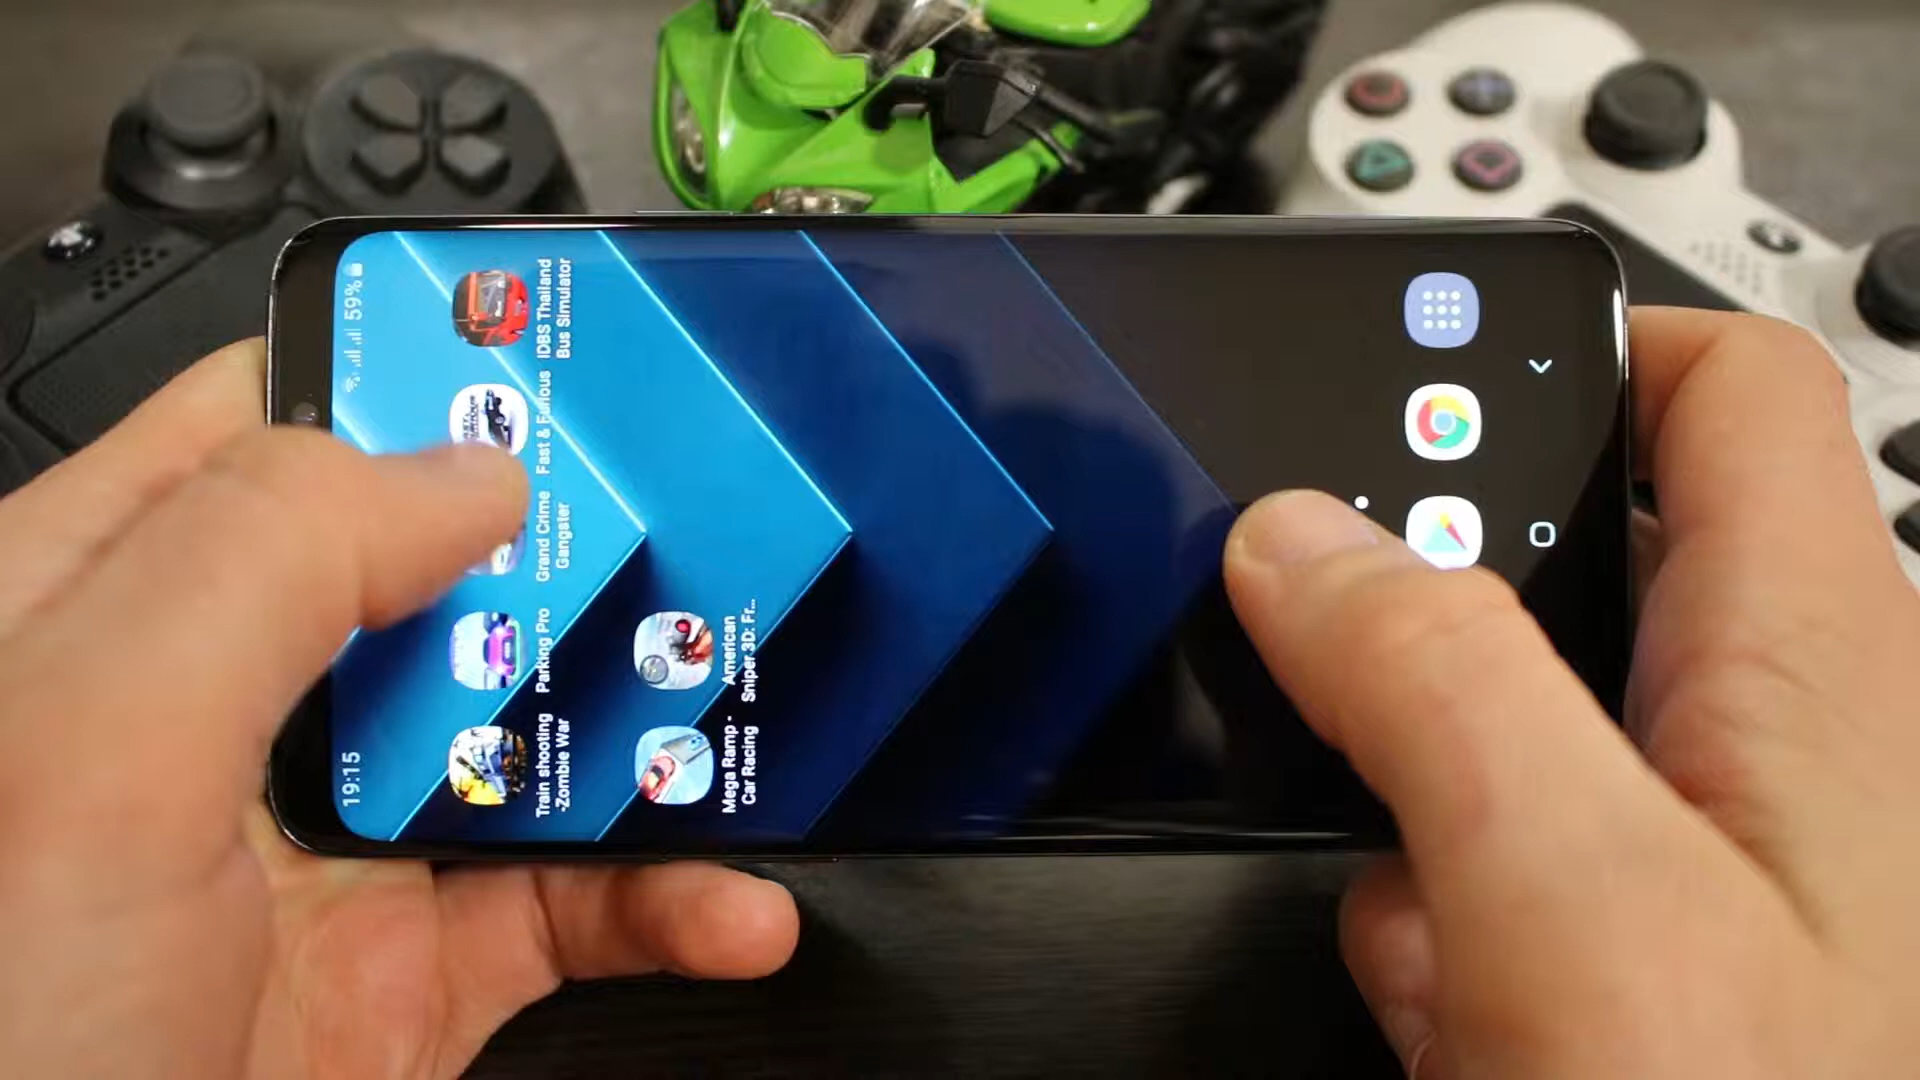 19:15
59%
Train shooting
-Zombie War
Parking Pro
Grand Crime
Gangster
Fast & Furious
IDBS Thailand
Bus Simulator
Mega Ramp -
Car Racing
American
Sniper 3D: Fr...